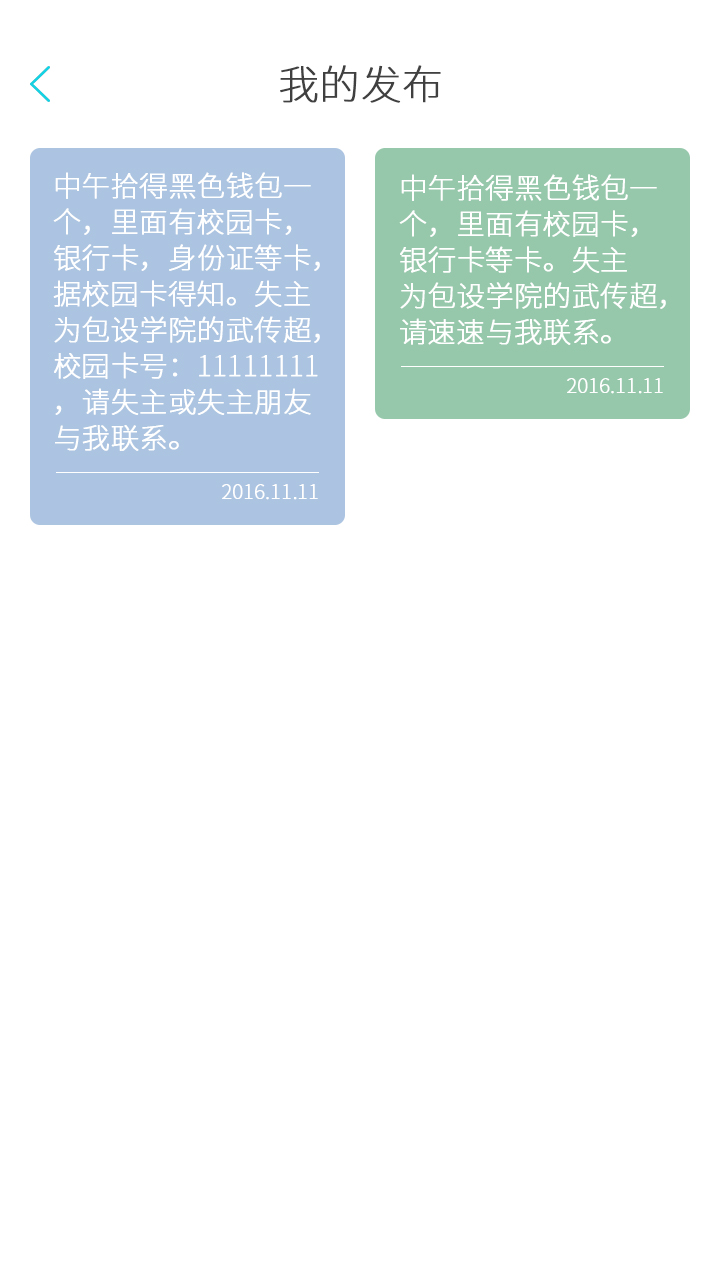 我的发布
中午拾得黑色钱包一
个，里面有校园卡，
银行卡，身份证等卡，
据校园卡得知。失主
为包设学院的武传超，
校园卡号：11111111
，请失主或失主朋友
与我联系。
2016.11.11
中午拾得黑色钱包一
个，里面有校园卡，
银行卡等卡。失主
为包设学院的武传超，
请速速与我联系。
2016.11.11